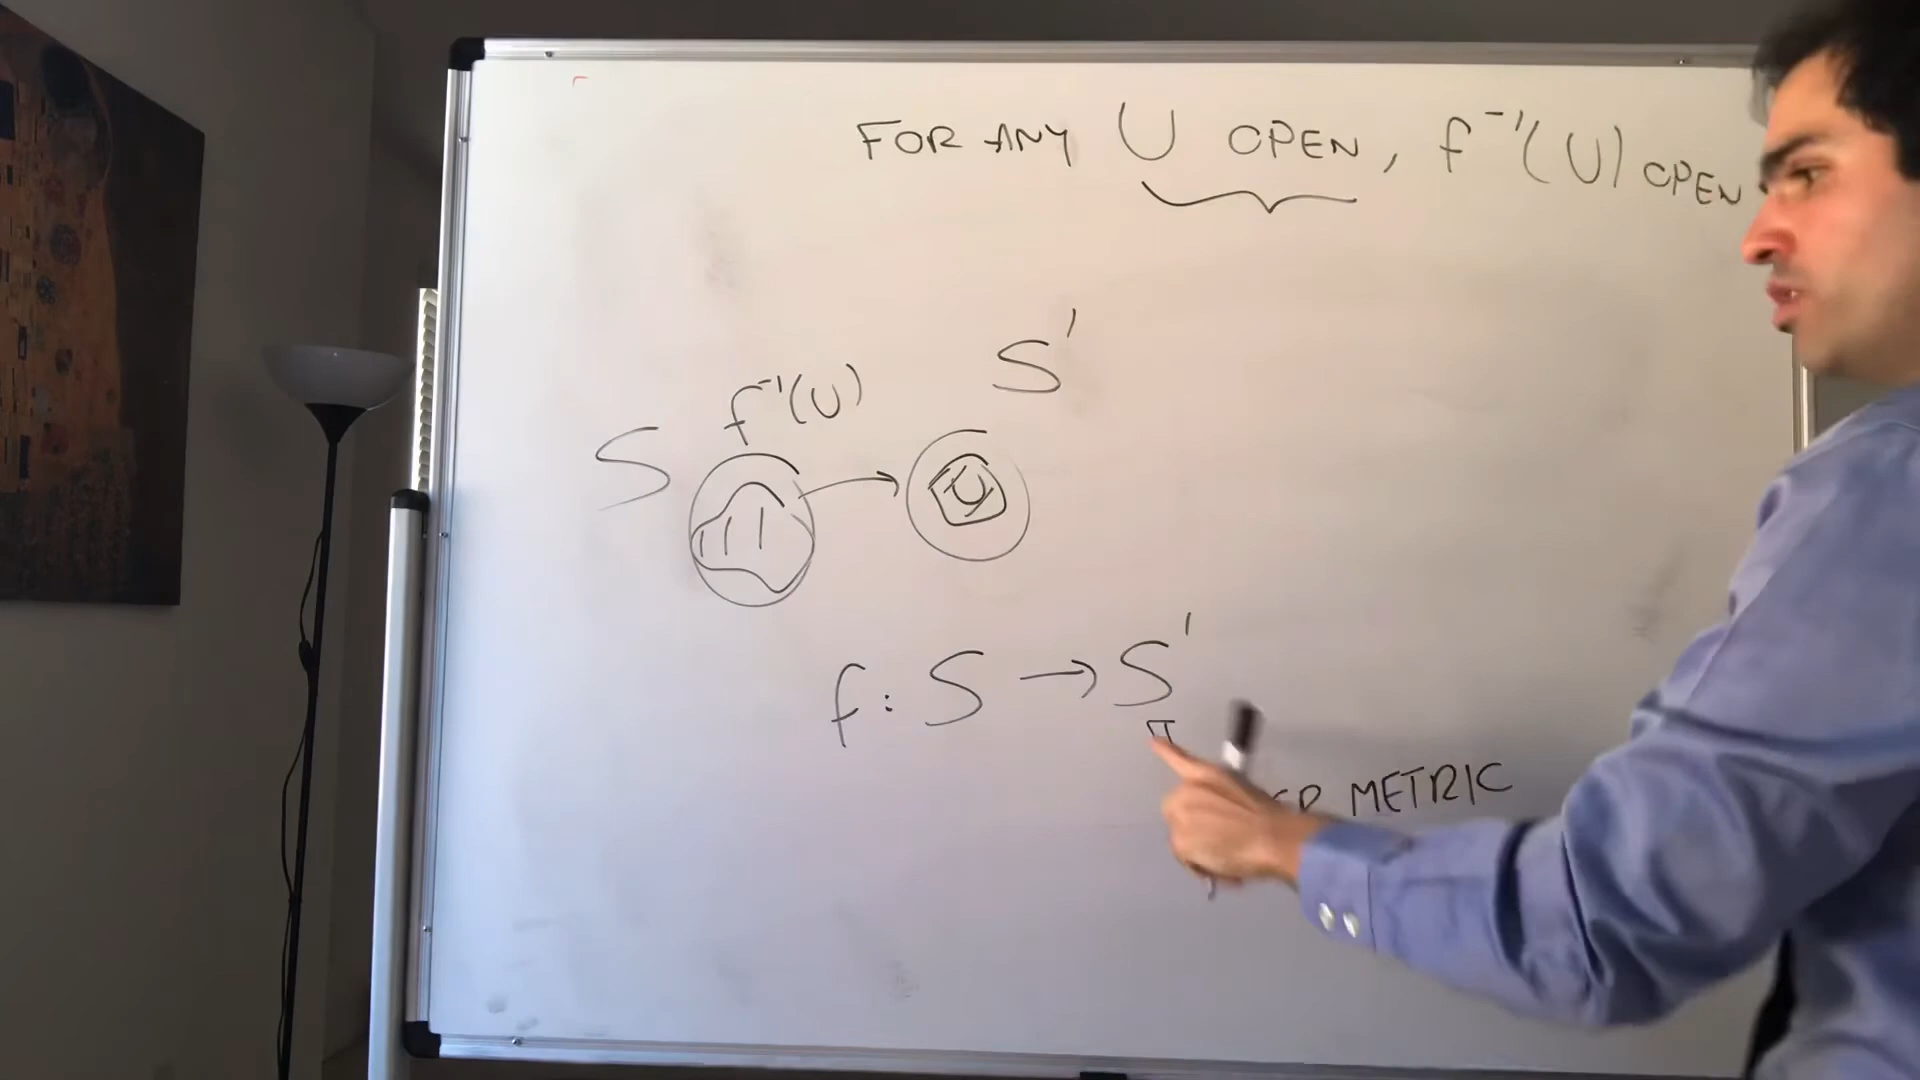 FOR ANY U OPEN, f⁻¹(U) OPEN
S'
f⁻¹(U)
S
U
f: S → S'
METRIC